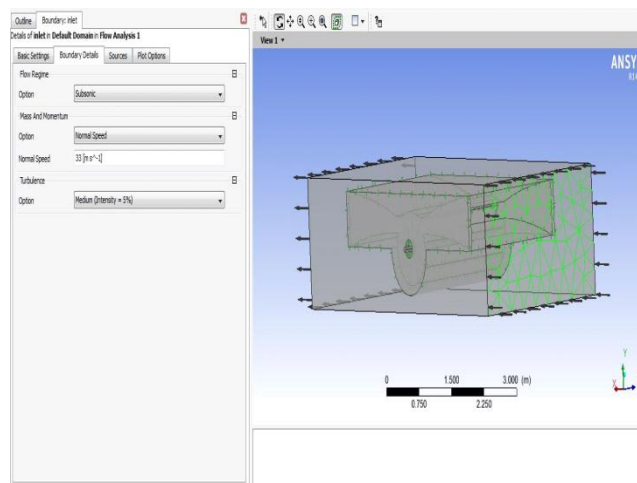 Outline Boundary: inlet
Details of inlet in Default Domain in Flow Analysis 1
Basic Settings Boundary Details Sources Plot Options
Flow Regime
Option Subsonic
Mass And Momentum
Option Normal Speed
Normal Speed 33 [m s^-1]
Turbulence
Option Medium (Intensity = 5%)
View 1
ANSY
0 1.500 3.000 (m)
0.750 2.250
Y
X